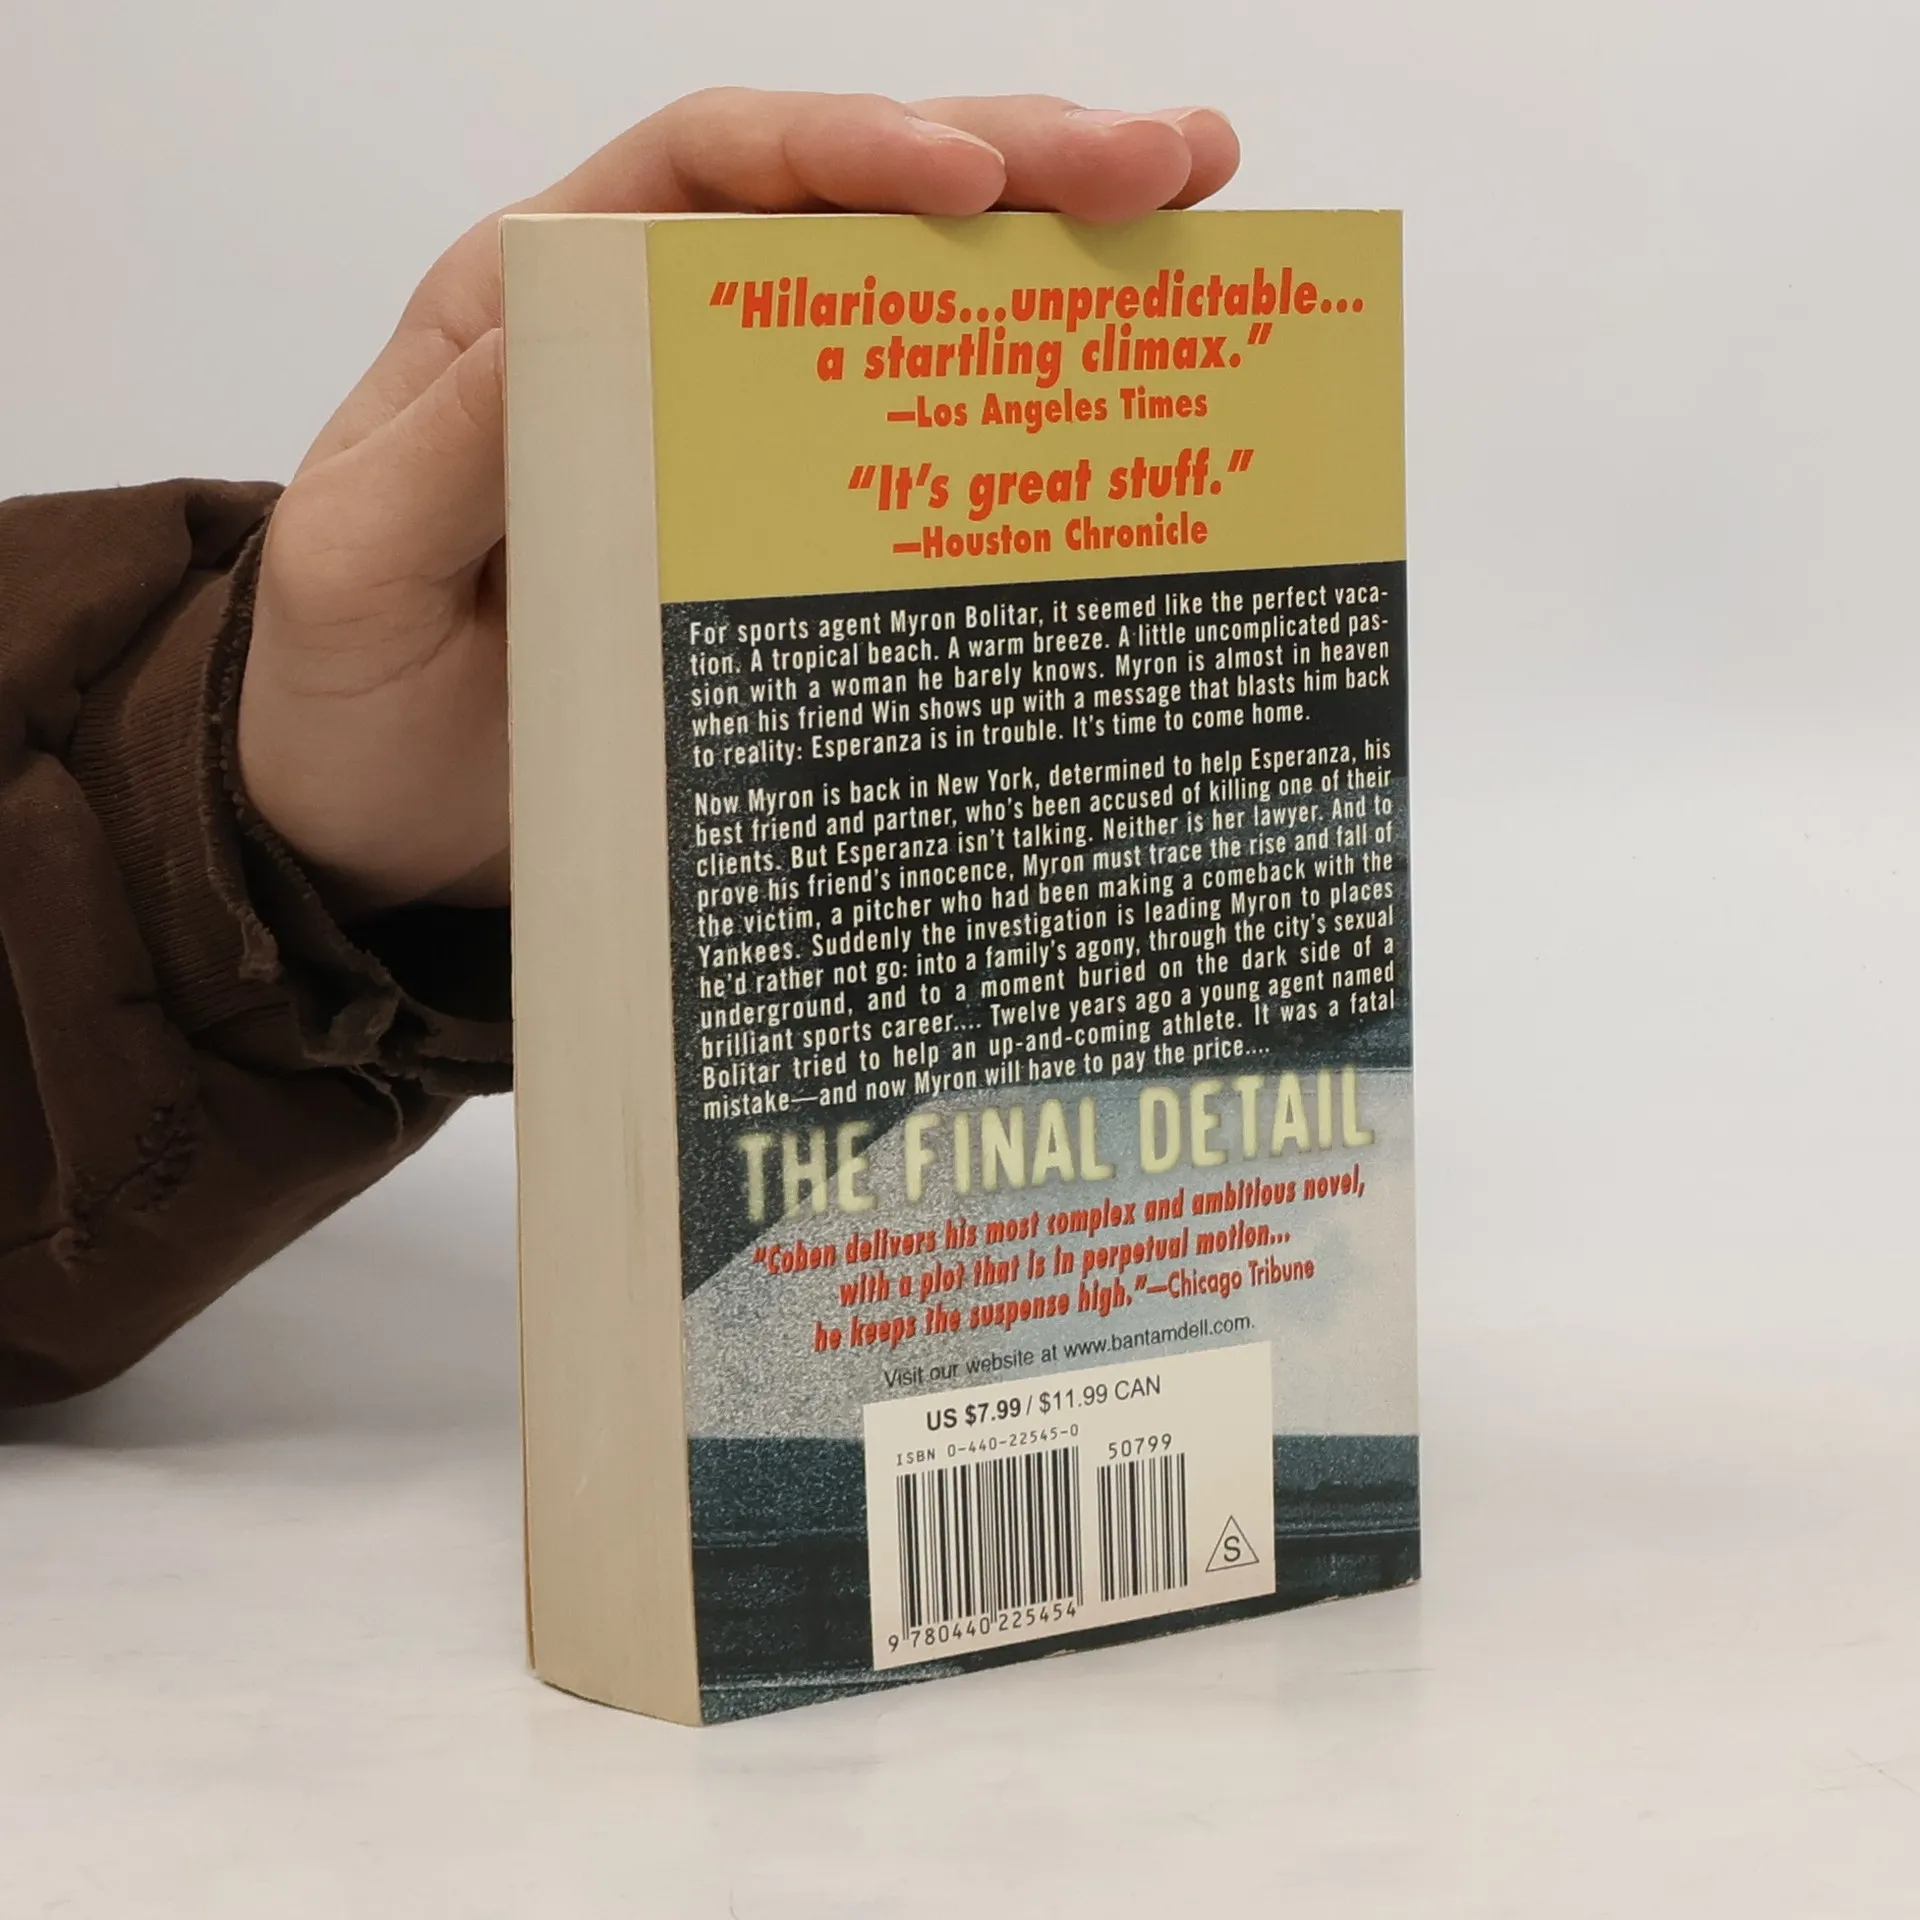 "Hilarious...unpredictable...
a startling climax."
—Los Angeles Times
"It's great stuff."
—Houston Chronicle
For sports agent Myron Bolitar, it seemed like the perfect vaca-
tion. A tropical beach. A warm breeze. A little uncomplicated pas-
sion with a woman he barely knows. Myron is almost in heaven
when his friend Win shows up with a message that blasts him back
to reality: Esperanza is in trouble. It's time to come home.
Now Myron is back in New York, determined to help Esperanza, his
best friend and partner, who's been accused of killing one of their
clients. But Esperanza isn't talking. Neither is her lawyer. And to
prove his friend's innocence, Myron must trace the rise and fall of
the victim, a pitcher who had been making a comeback with the
Yankees. Suddenly the investigation is leading Myron to places
he'd rather not go: into a family's agony, through the city's sexual
underground, and to a moment buried on the dark side of a
brilliant sports career.... Twelve years ago a young agent named
Bolitar tried to help an up-and-coming athlete. It was a fatal
mistake—and now Myron will have to pay the price....
THE FINAL DETAIL
"Coben delivers his most complex and ambitious novel,
with a plot that is in perpetual motion...
he keeps the suspense high."—Chicago Tribune
Visit our website at www.bantamdell.com.
US $7.99 / $11.99 CAN
ISBN 0-440-22545-0
50799
S
9 780440 225454